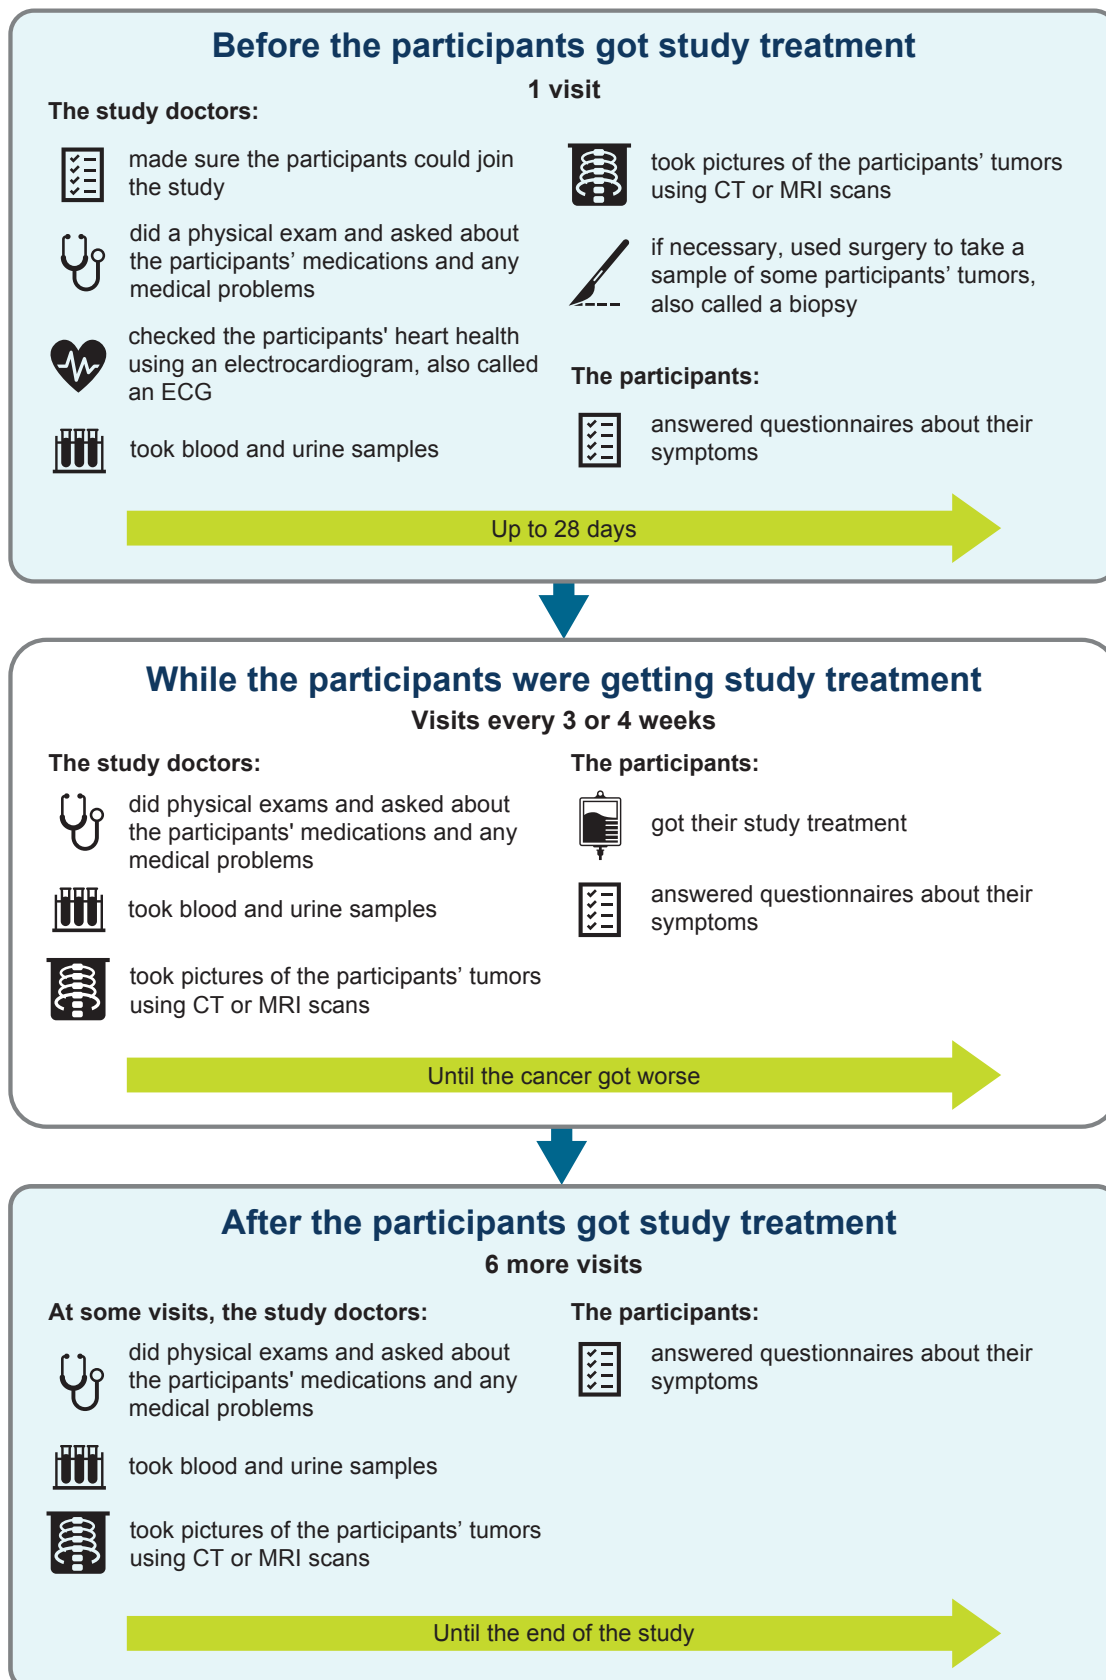 Before the participants got study treatment
1 visit
The study doctors:
made sure the participants could join
the study
did a physical exam and asked about
the participants’ medications and any
medical problems
checked the participants' heart health
using an electrocardiogram, also called
an ECG
took blood and urine samples
took pictures of the participants’ tumors
using CT or MRI scans
if necessary, used surgery to take a
sample of some participants’ tumors,
also called a biopsy
The participants:
answered questionnaires about their
symptoms
Up to 28 days
While the participants were getting study treatment
Visits every 3 or 4 weeks
The study doctors:
did physical exams and asked about
the participants' medications and any
medical problems
took blood and urine samples
took pictures of the participants’ tumors
using CT or MRI scans
The participants:
got their study treatment
answered questionnaires about their
symptoms
Until the cancer got worse
After the participants got study treatment
6 more visits
At some visits, the study doctors:
did physical exams and asked about
the participants' medications and any
medical problems
took blood and urine samples
took pictures of the participants’ tumors
using CT or MRI scans
The participants:
answered questionnaires about their
symptoms
Until the end of the study